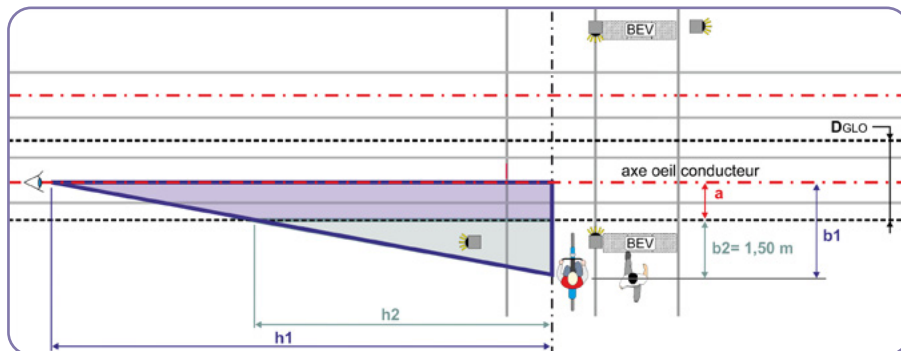 BEV
DGLO
axe oeil conducteur
a
b1
BEV
b2= 1,50 m
h2
h1